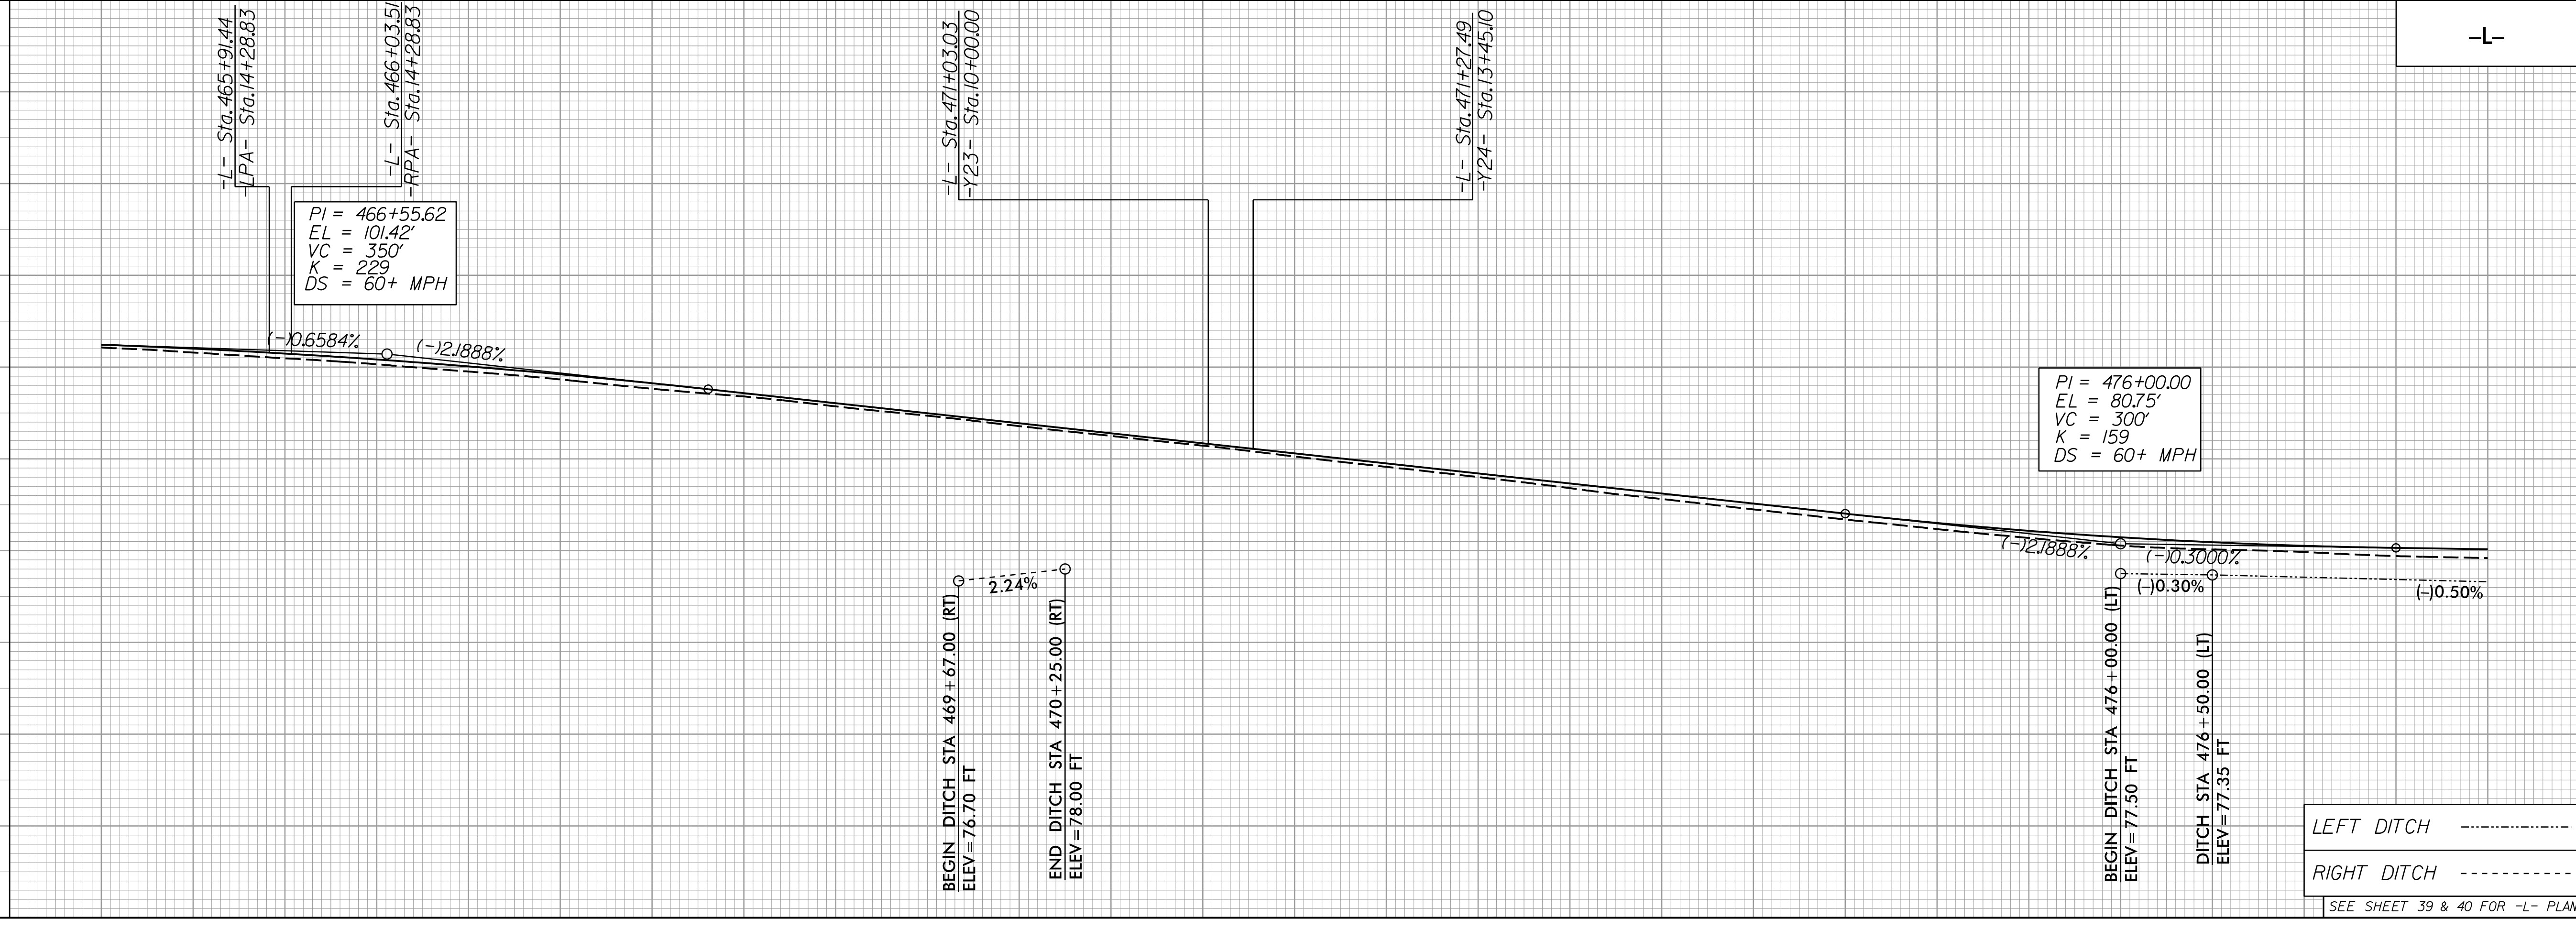 -L- Sta.465+91.44
-LPA- Sta.14+28.83
-L- Sta.466+03.51
-RPA- Sta.14+28.83
-L- Sta.471+03.03
-Y23- Sta.10+00.00
-L- Sta.471+27.49
-Y24- Sta.13+45.10
-L-
PI = 466+55.62
EL = 101.42'
VC = 350'
K = 229
DS = 60+ MPH
(-)0.6584%
(-)2.1888%
PI = 476+00.00
EL = 80.75'
VC = 300'
K = 159
DS = 60+ MPH
(-)2.1888%
(-)0.3000%
2.24%
(-)0.30%
(-)0.50%
BEGIN DITCH STA 469+67.00 (RT)
ELEV=76.70 FT
END DITCH STA 470+25.00 (RT)
ELEV=78.00 FT
BEGIN DITCH STA 476+00.00 (LT)
ELEV=77.50 FT
DITCH STA 476+50.00 (LT)
ELEV=77.35 FT
LEFT DITCH
RIGHT DITCH
SEE SHEET 39 & 40 FOR -L- PLAN